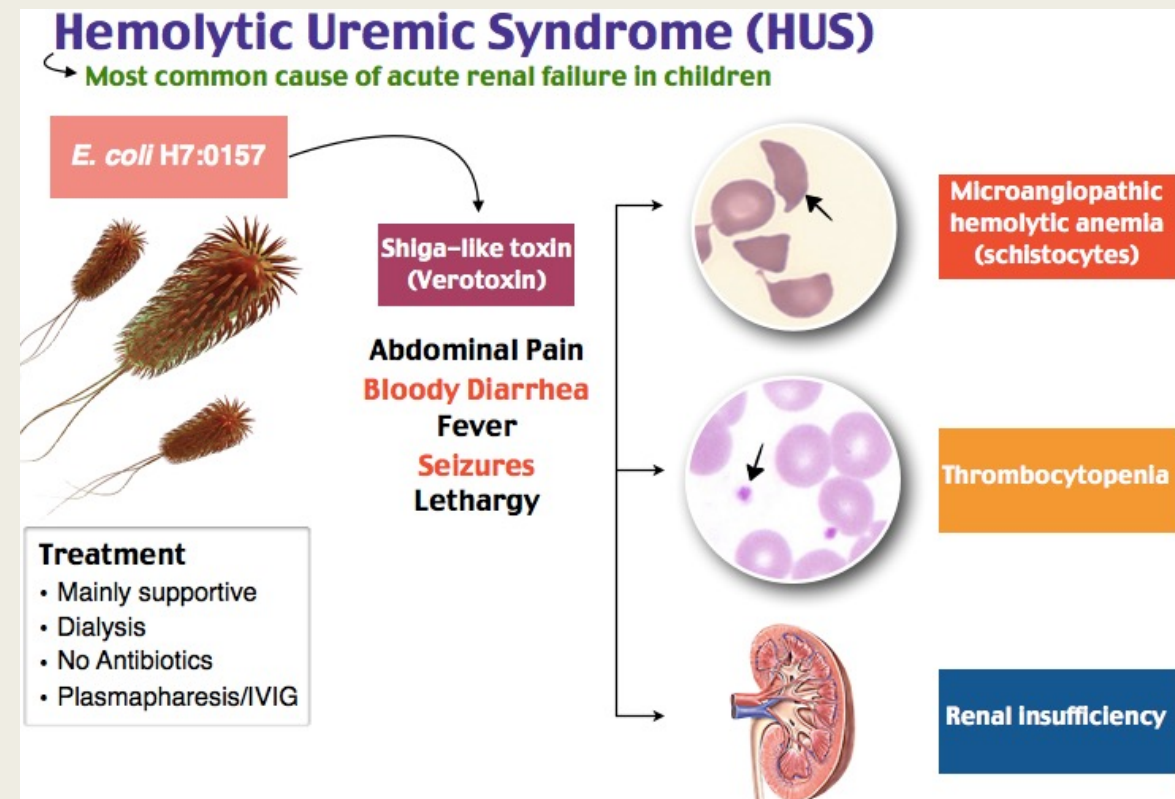 Hemolytic Uremic Syndrome (HUS)
Most common cause of acute renal failure in children
E. coli H7:0157
Shiga-like toxin
(Verotoxin)
Abdominal Pain
Bloody Diarrhea
Fever
Seizures
Lethargy
Treatment
• Mainly supportive
• Dialysis
• No Antibiotics
• Plasmapharesis/IVIG
Microangiopathic
hemolytic anemia
(schistocytes)
Thrombocytopenia
Renal insufficiency